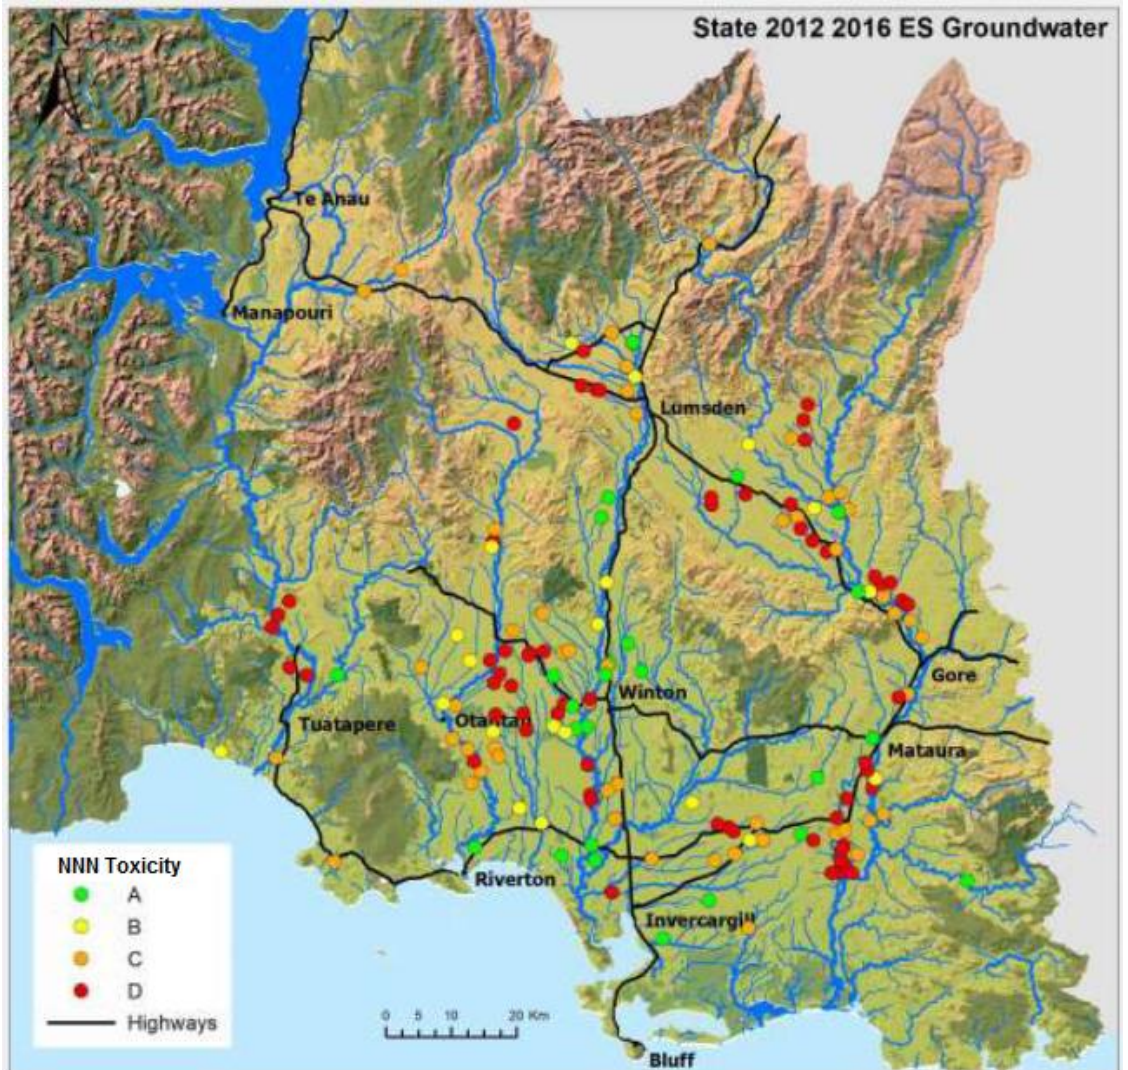 State 2012 2016 ES Groundwater
N
Te Anau
Manapouri
Lumsden
Gore
Winton
Tuatapere
Otautau
Mataura
Riverton
Invercargill
Bluff
NNN Toxicity
A
B
C
D
Highways
0 5 10 20 Km